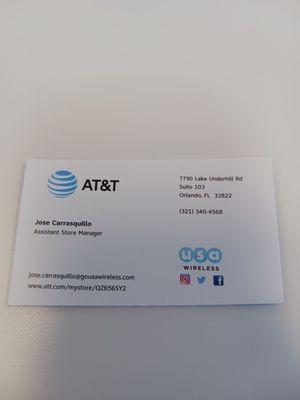 AT&T
7790 Lake Underhill Rd
Suite 103
Orlando, FL 32822
(321) 340-4568
Jose Carrasquillo
Assistant Store Manager
usa
WIRELESS
jose.carrasquillo@gousawireless.com
www.att.com/mystore/QZ656SY2